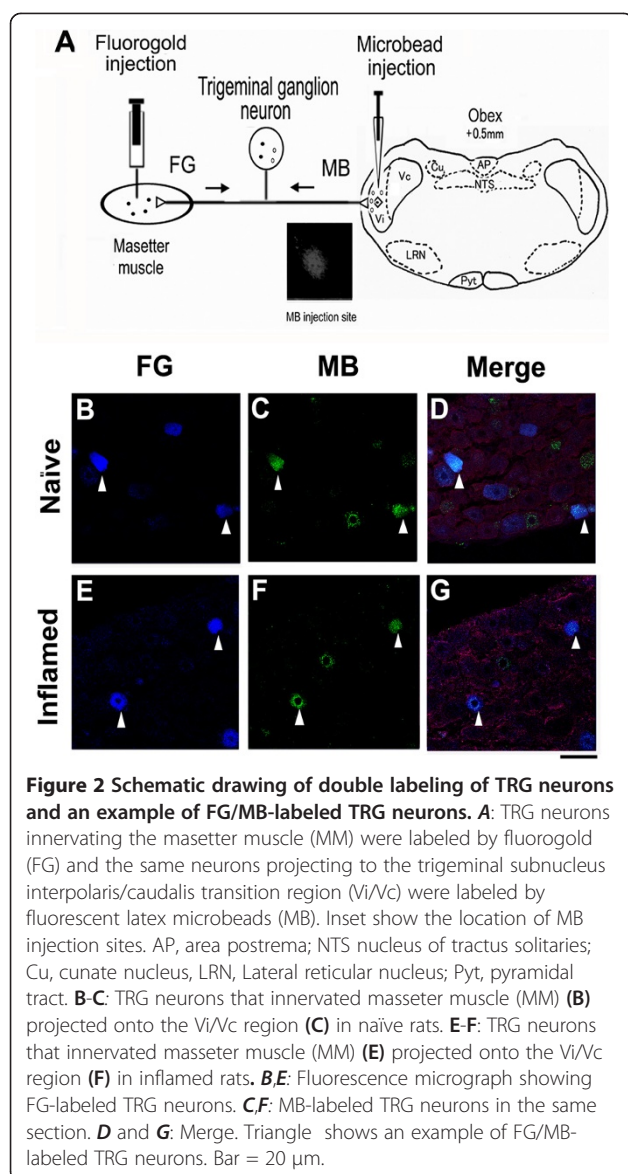 A
Fluorogold
injection
Microbead
injection
Trigeminal ganglion
neuron
Obex
+0.5mm
FG
MB
Cu
AP
Vc
NTS
Vi
LRN
Pyt
Masetter
muscle
MB injection site
FG MB Merge
Naïve
B C D
Inflamed
E F G
Figure 2 Schematic drawing of double labeling of TRG neurons
and an example of FG/MB-labeled TRG neurons. A: TRG neurons
innervating the masetter muscle (MM) were labeled by fluorogold
(FG) and the same neurons projecting to the trigeminal subnucleus
interpolaris/caudalis transition region (Vi/Vc) were labeled by
fluorescent latex microbeads (MB). Inset show the location of MB
injection sites. AP, area postrema; NTS nucleus of tractus solitaries;
Cu, cunate nucleus, LRN, Lateral reticular nucleus; Pyt, pyramidal
tract. B-C: TRG neurons that innervated masseter muscle (MM) (B)
projected onto the Vi/Vc region (C) in naïve rats. E-F: TRG neurons
that innervated masseter muscle (MM) (E) projected onto the Vi/Vc
region (F) in inflamed rats. B,E: Fluorescence micrograph showing
FG-labeled TRG neurons. C,F: MB-labeled TRG neurons in the same
section. D and G: Merge. Triangle shows an example of FG/MB-
labeled TRG neurons. Bar = 20 μm.